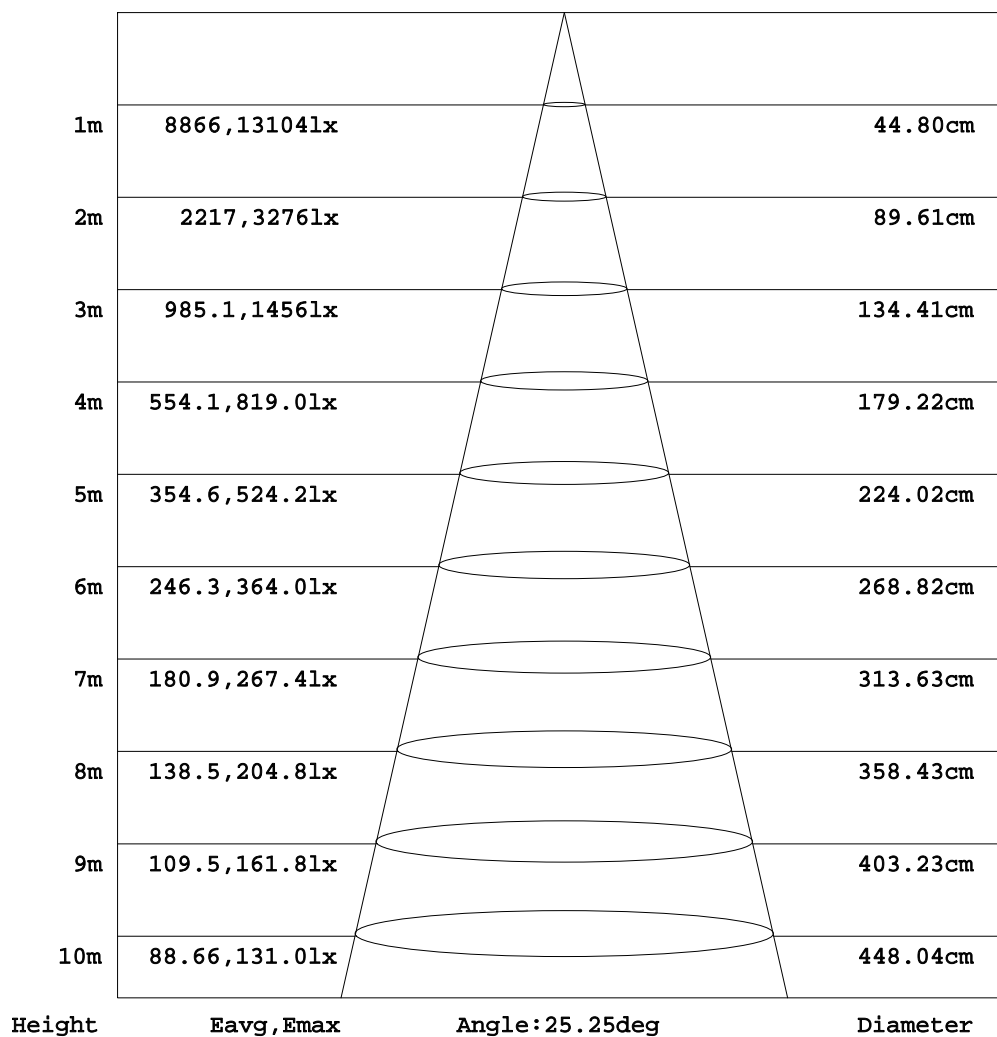 1m 8866,13104lx 44.80cm
2m 2217,3276lx 89.61cm
3m 985.1,1456lx 134.41cm
4m 554.1,819.0lx 179.22cm
5m 354.6,524.2lx 224.02cm
6m 246.3,364.0lx 268.82cm
7m 180.9,267.4lx 313.63cm
8m 138.5,204.8lx 358.43cm
9m 109.5,161.8lx 403.23cm
10m 88.66,131.0lx 448.04cm
Height Eavg,Emax Angle:25.25deg Diameter